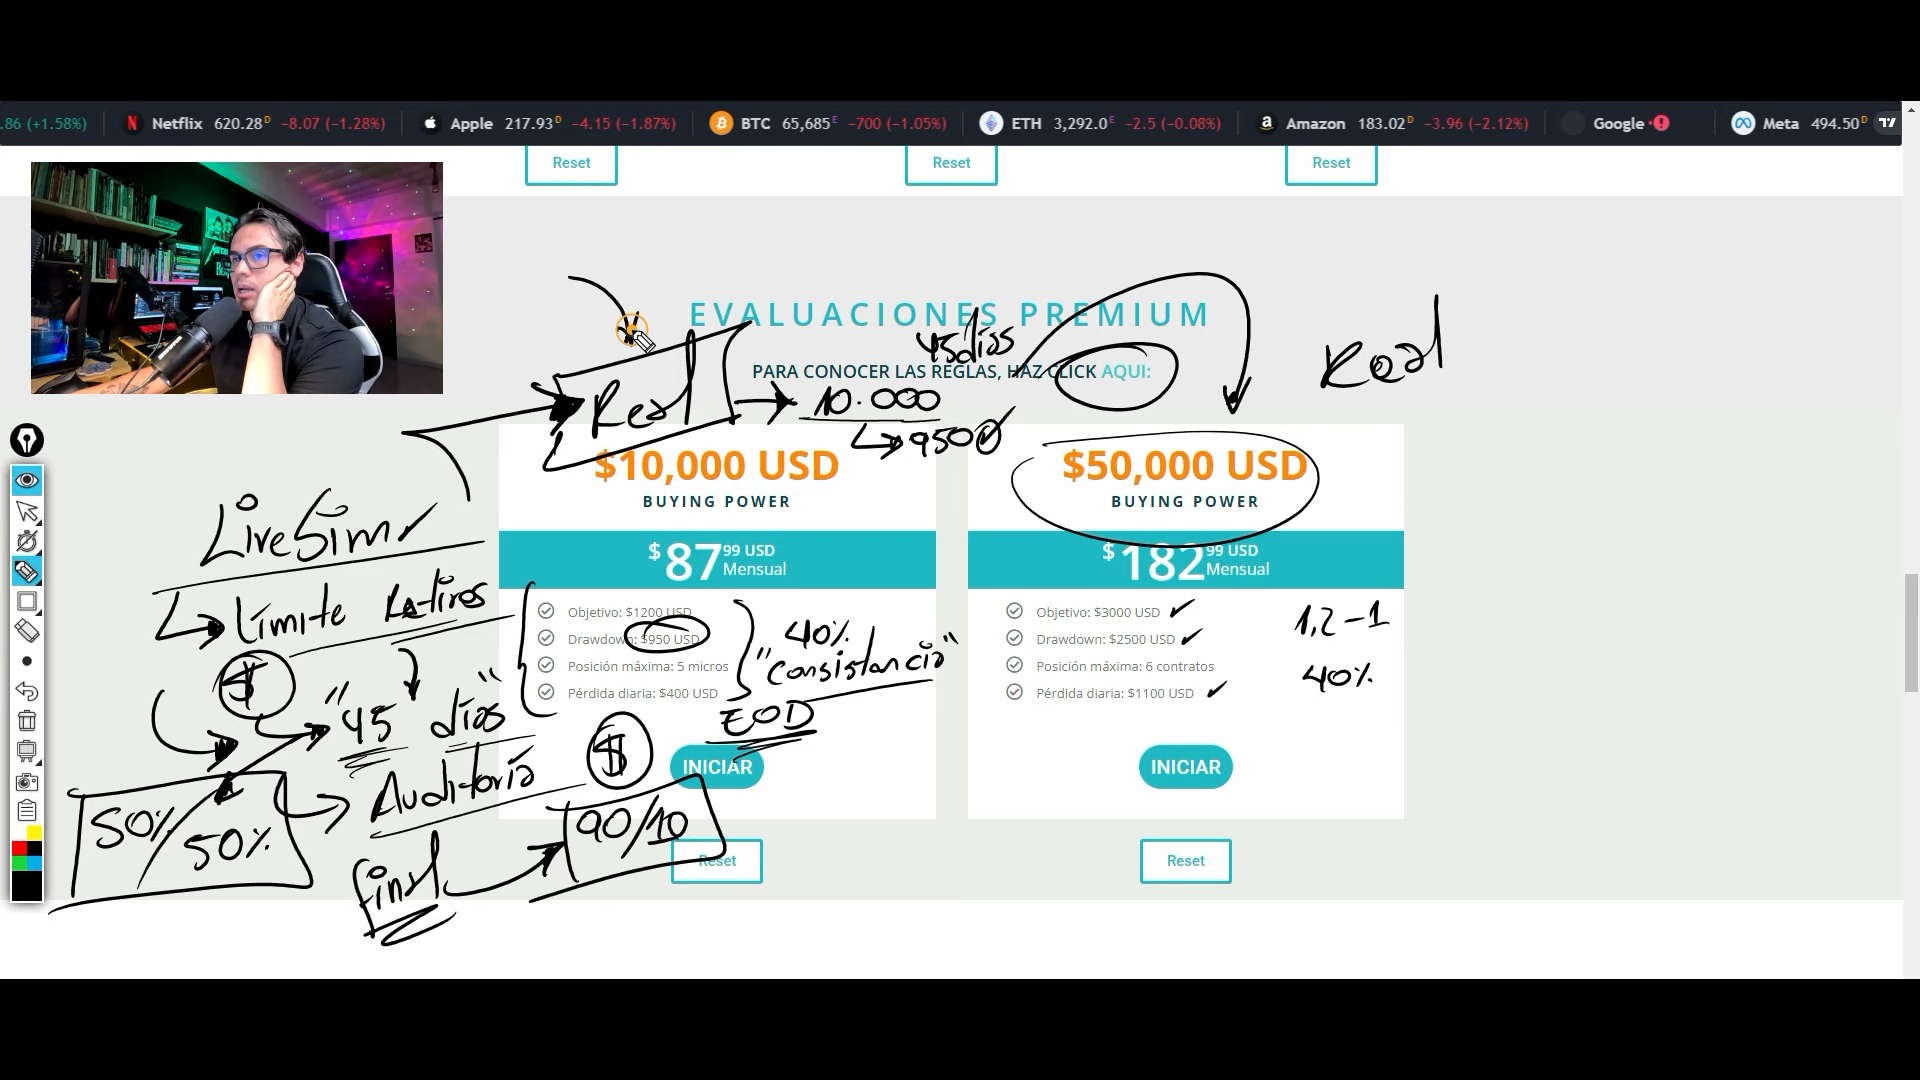 .86 (+1.58%) Netflix 620.28 D -8.07 (-1.28%) Apple 217.93 D -4.15 (-1.87%) BTC 65,685 E -700 (-1.05%) ETH 3,292.0 E -2.5 (-0.08%) Amazon 183.02 D -3.96 (-2.12%) Google Meta 494.50 D
Reset Reset Reset
EVALUACIONES PREMIUM
45 días
PARA CONOCER LAS REGLAS, HAZ CLICK AQUI:
Real
Real
10.000
9500
$10,000 USD
BUYING POWER
$87 99 USD
Mensual
Objetivo: $1200 USD
Drawdown: $950 USD
Posición máxima: 5 micros
Pérdida diaria: $400 USD
INICIAR
Reset
$50,000 USD
BUYING POWER
$182 99 USD
Mensual
Objetivo: $3000 USD
Drawdown: $2500 USD
Posición máxima: 6 contratos
Pérdida diaria: $1100 USD
INICIAR
Reset
LiveSim
Límite Retiros
$
"45 días"
50%/50%
Auditoría
final
$
90/10
40%
"Consistencia"
EOD
1,2-1
40%